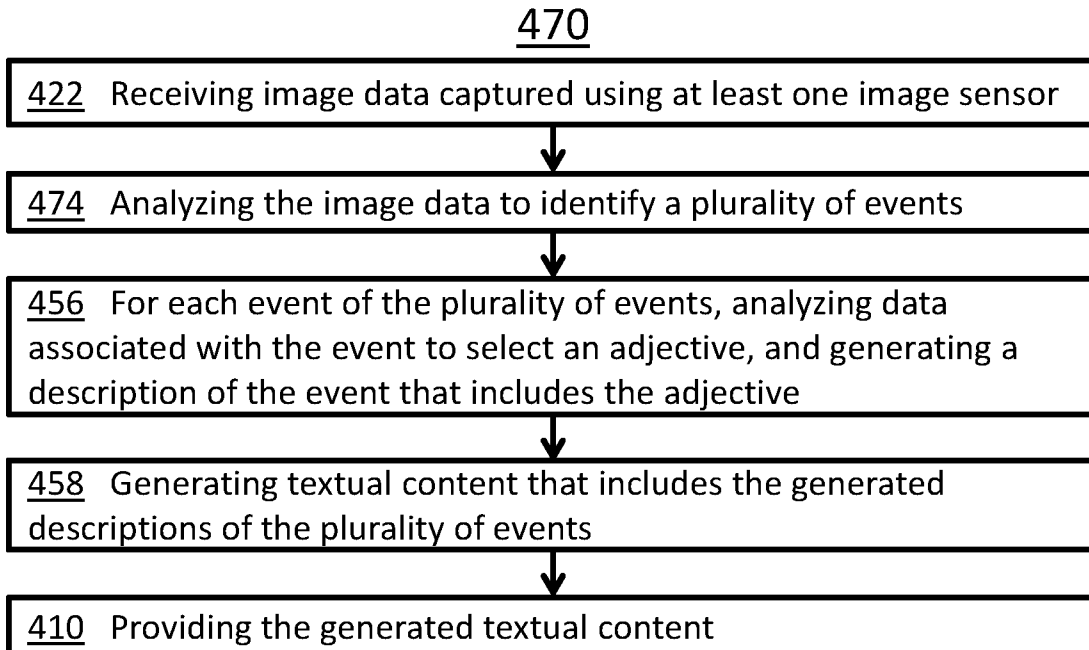 470
422 Receiving image data captured using at least one image sensor
474 Analyzing the image data to identify a plurality of events
456 For each event of the plurality of events, analyzing data
associated with the event to select an adjective, and generating a
description of the event that includes the adjective
458 Generating textual content that includes the generated
descriptions of the plurality of events
410 Providing the generated textual content